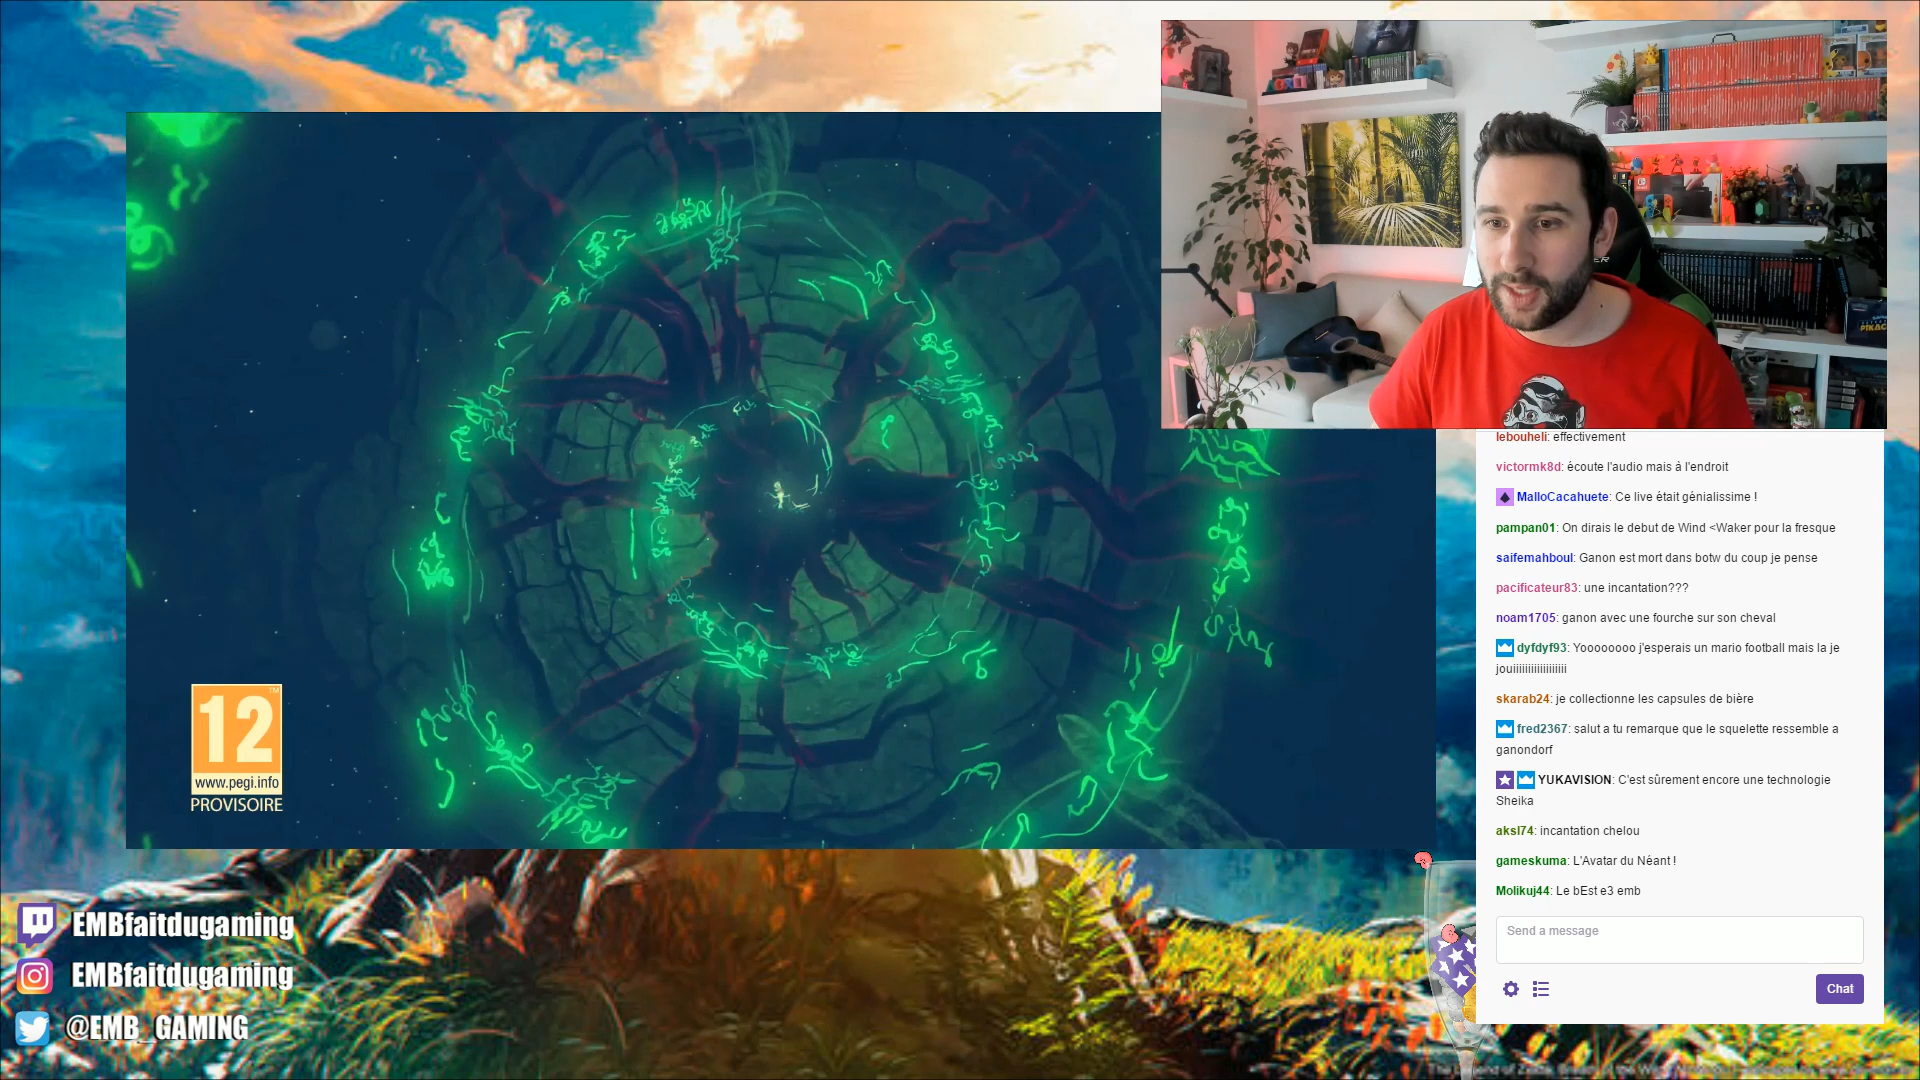 12
™
www.pegi.info
PROVISOIRE
EMBfaitdugaming
EMBfaitdugaming
@EMB_GAMING
lebouheli: effectivement
victormk8d: écoute l'audio mais à l'endroit
MalloCacahuete: Ce live était génialissime !
pampan01: On dirais le debut de Wind <Waker pour la fresque
saifemahboul: Ganon est mort dans botw du coup je pense
pacificateur83: une incantation???
noam1705: ganon avec une fourche sur son cheval
dyfdyf93: Yoooooooo j'esperais un mario football mais la je
jouiiiiiiiiiiiiiiiiiii
skarab24: je collectionne les capsules de bière
fred2367: salut a tu remarque que le squelette ressemble a
ganondorf
YUKAVISION: C'est sûrement encore une technologie
Sheika
aksl74: incantation chelou
gameskuma: L'Avatar du Néant !
Molikuj44: Le bEst e3 emb
Send a message
Chat